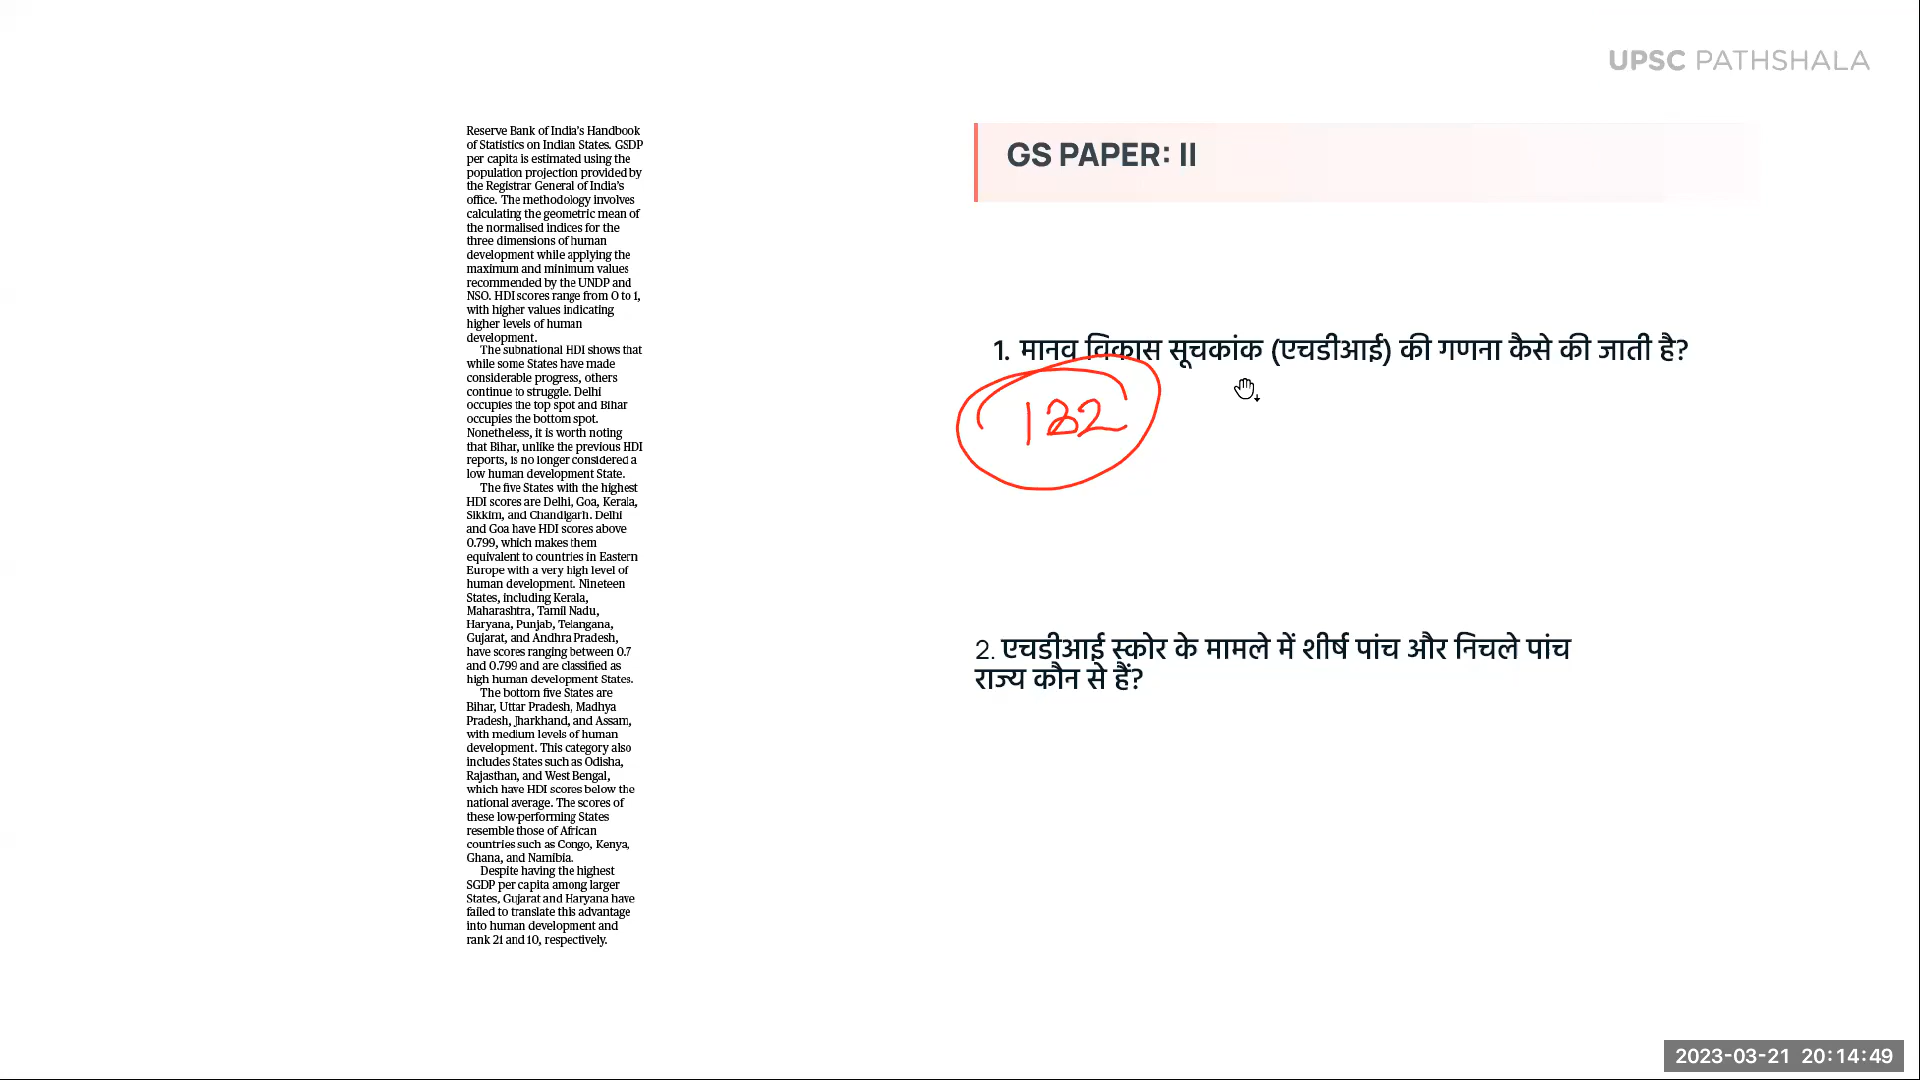 UPSC PATHSHALA
Reserve Bank of India's Handbook
of Statistics on Indian States. GSDP
per capita is estimated using the
population projection provided by
the Registrar General of India's
office. The methodology involves
calculating the geometric mean of
the normalised indices for the
three dimensions of human
development while applying the
maximum and minimum values
recommended by the UNDP and
NSO. HDI scores range from 0 to 1,
with higher values indicating
higher levels of human
development.
The subnational HDI shows that
while some States have made
considerable progress, others
continue to struggle. Delhi
occupies the top spot and Bihar
occupies the bottom spot.
Nonetheless, it is worth noting
that Bihar, unlike the previous HDI
reports, is no longer considered a
low human development State.
The five States with the highest
HDI scores are Delhi, Goa, Kerala,
Sikkim, and Chandigarh. Delhi
and Goa have HDI scores above
0.799, which makes them
equivalent to countries in Eastern
Europe with a very high level of
human development. Nineteen
States, including Kerala,
Maharashtra, Tamil Nadu,
Haryana, Punjab, Telangana,
Gujarat, and Andhra Pradesh,
have scores ranging between 0.7
and 0.799 and are classified as
high human development States.
The bottom five States are
Bihar, Uttar Pradesh, Madhya
Pradesh, Jharkhand, and Assam,
with medium levels of human
development. This category also
includes States such as Odisha,
Rajasthan, and West Bengal,
which have HDI scores below the
national average. The scores of
these low-performing States
resemble those of African
countries such as Congo, Kenya,
Ghana, and Namibia.
Despite having the highest
SGDP per capita among larger
States, Gujarat and Haryana have
failed to translate this advantage
into human development and
rank 21 and 10, respectively.
GS PAPER: II
1. मानव विकास सूचकांक (एचडीआई) की गणना कैसे की जाती है?
132
2. एचडीआई स्कोर के मामले में शीर्ष पांच और निचले पांच
राज्य कौन से हैं?
2023-03-21 20:14:49